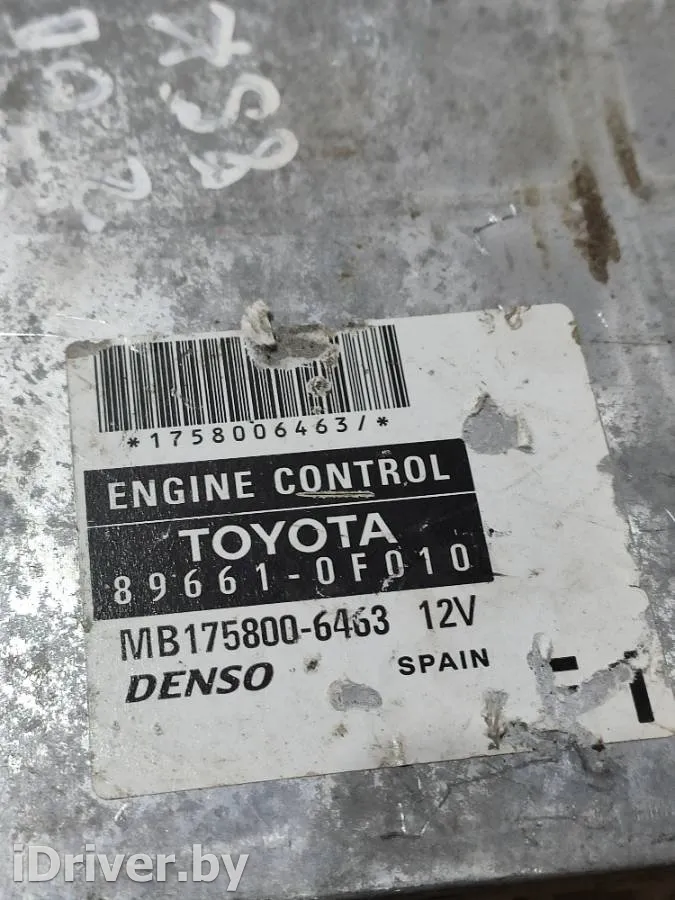 *1758006463/*
ENGINE CONTROL
TOYOTA
89661-0F010
MB175800-6463 12V
DENSO SPAIN
iDriver.by